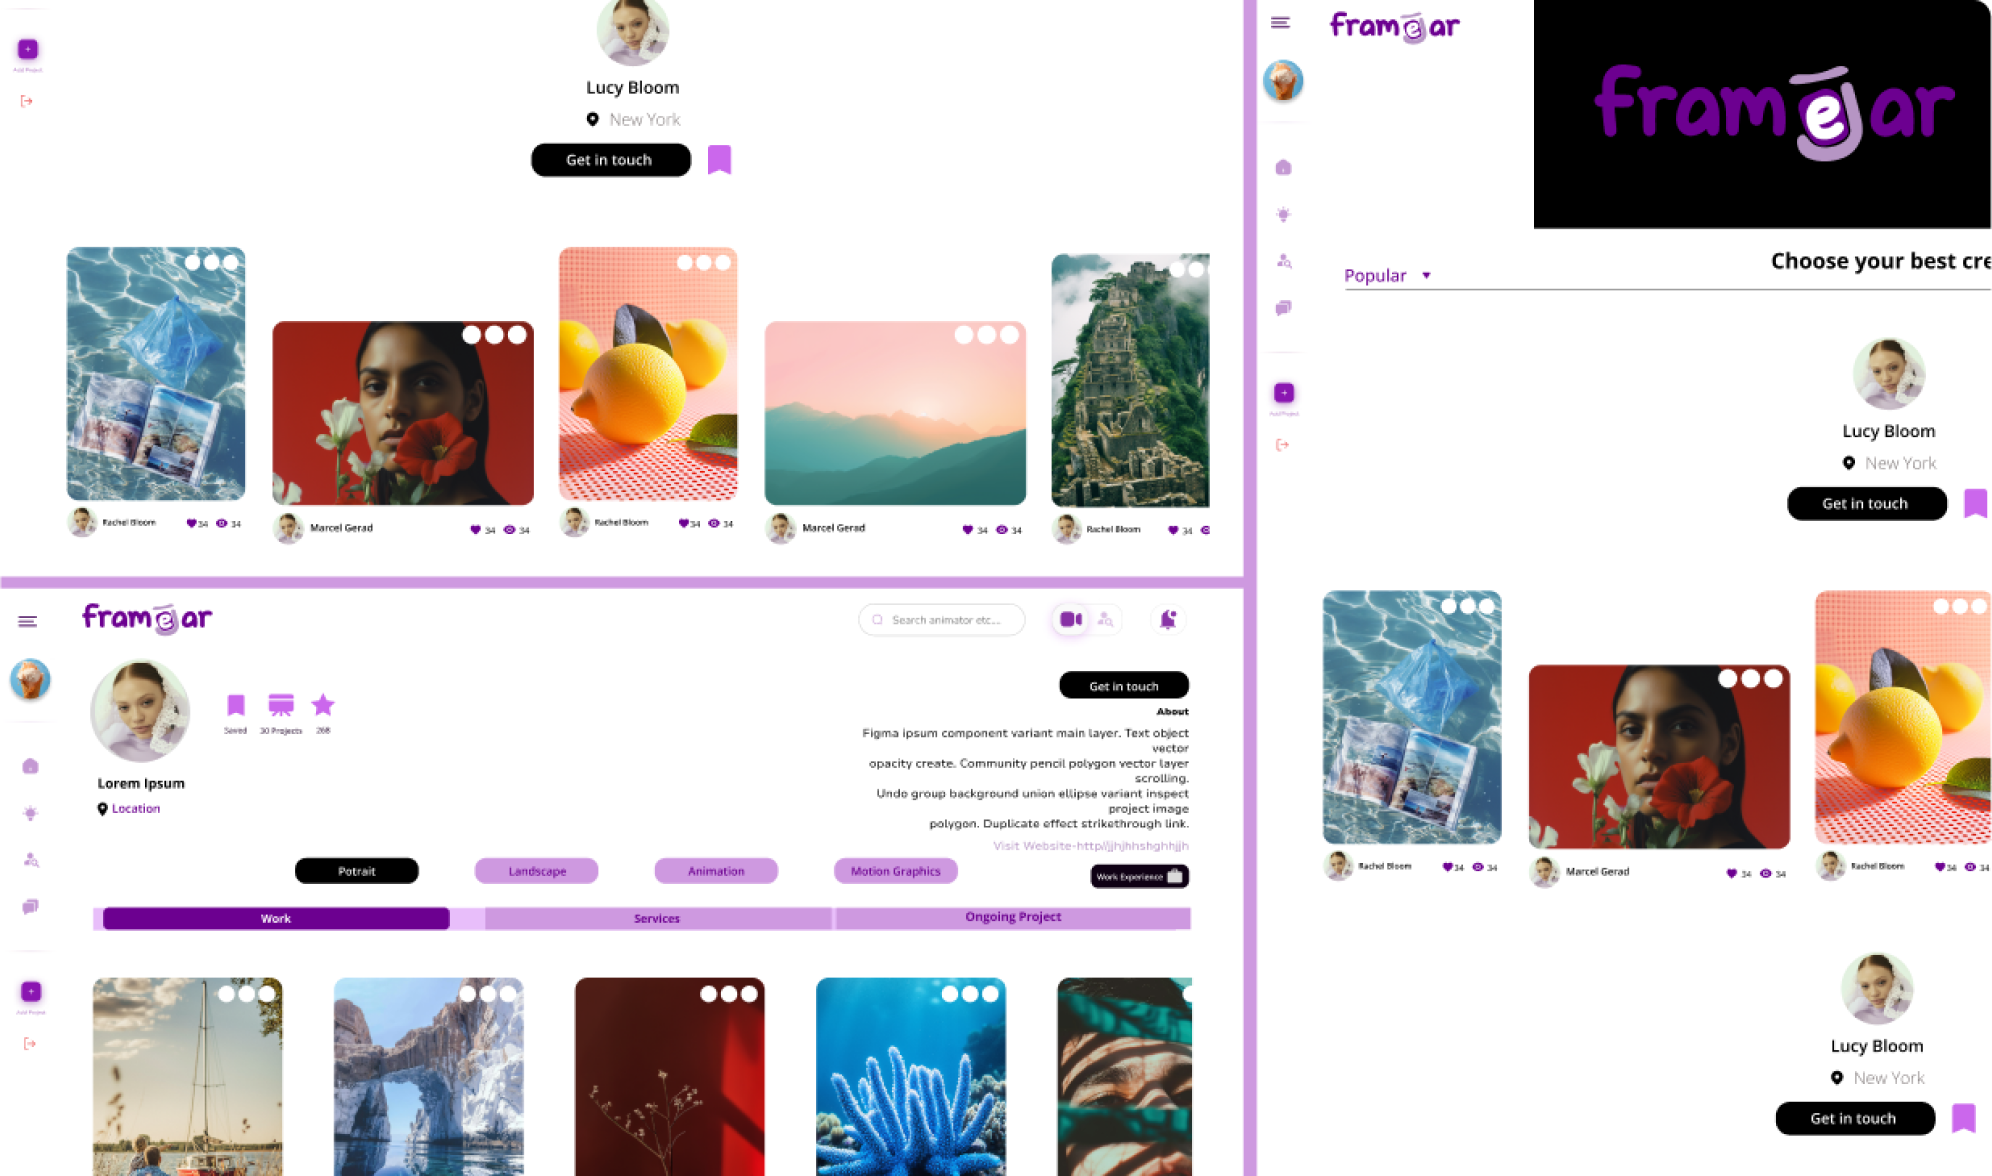 Add Project
Lucy Bloom
New York
Get in touch
Rachel Bloom 34 34
Marcel Gerad 34 34
Rachel Bloom 34 34
Marcel Gerad 34 34
Rachel Bloom 34
framejar
Search animator etc...
Get in touch
About
Figma ipsum component variant main layer. Text object
vector
opacity create. Community pencil polygon vector layer
scrolling.
Undo group background union ellipse variant inspect
project image
polygon. Duplicate effect strikethrough link.
Visit Website-http//jjhjhhshghhjjh
Saved 30 Projects 268
Lorem Ipsum
Location
Potrait
Landscape
Animation
Motion Graphics
Work Experience
Work
Services
Ongoing Project
Add Project
framejar
framejar
Choose your best cre
Popular
Add Project
Lucy Bloom
New York
Get in touch
Rachel Bloom 34 34
Marcel Gerad 34 34
Rachel Bloom 34 34
Lucy Bloom
New York
Get in touch